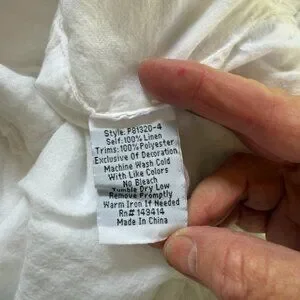 Style: P81320-4
Self: 100% Linen
Trims: 100% Polyester
Exclusive Of Decoration
Machine Wash Cold
With Like Colors
No Bleach
Tumble Dry Low
Remove Promptly
Warm Iron If Needed
Rn# 149414
Made In China